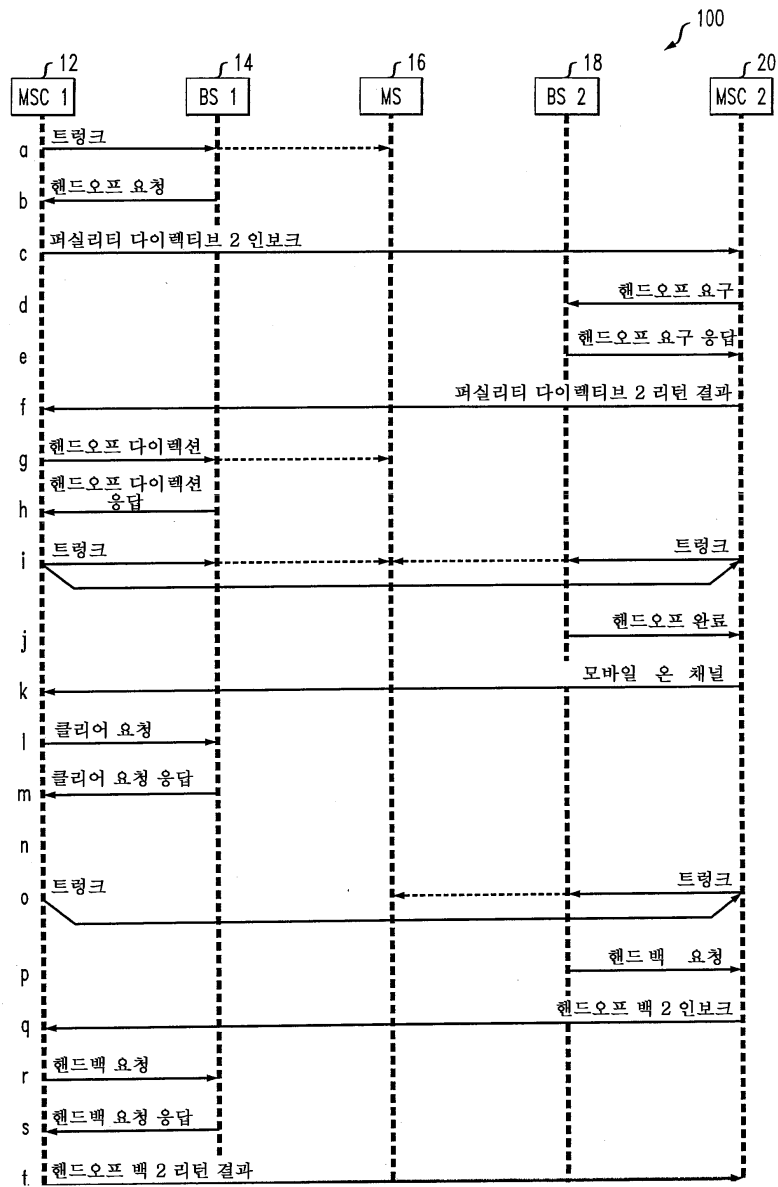 100
12
14
16
18
20
MSC 1
BS 1
MS
BS 2
MSC 2
a
트렁크
b
핸드오프 요청
c
퍼실리티 다이렉티브 2 인보크
d
핸드오프 요구
e
핸드오프 요구 응답
f
퍼실리티 다이렉티브 2 리턴 결과
g
핸드오프 다이렉션
h
핸드오프 다이렉션
응답
i
트렁크
트렁크
j
핸드오프 완료
k
모바일 온 채널
l
클리어 요청
m
클리어 요청 응답
n
o
트렁크
트렁크
p
핸드 백 요청
q
핸드오프 백 2 인보크
r
핸드백 요청
s
핸드백 요청 응답
t
핸드오프 백 2 리턴 결과